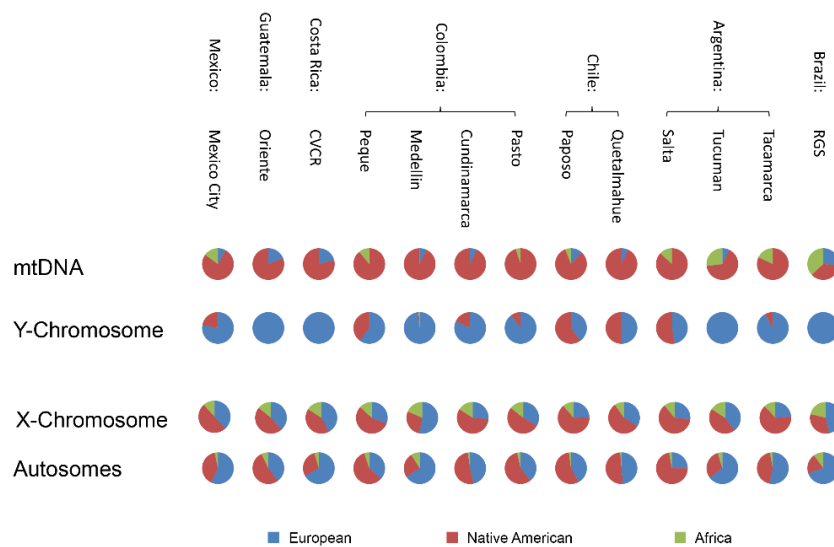 Mexico: Guatemala: Costa Rica: Colombia: Chile: Argentina: Brazil:
Mexico City Oriente CVCR Peque Medellin Cundinamarca Pasto Paposo Quetalmahue Salta Tucuman Tacamarca RGS
mtDNA
Y-Chromosome
X-Chromosome
Autosomes
European Native American Africa